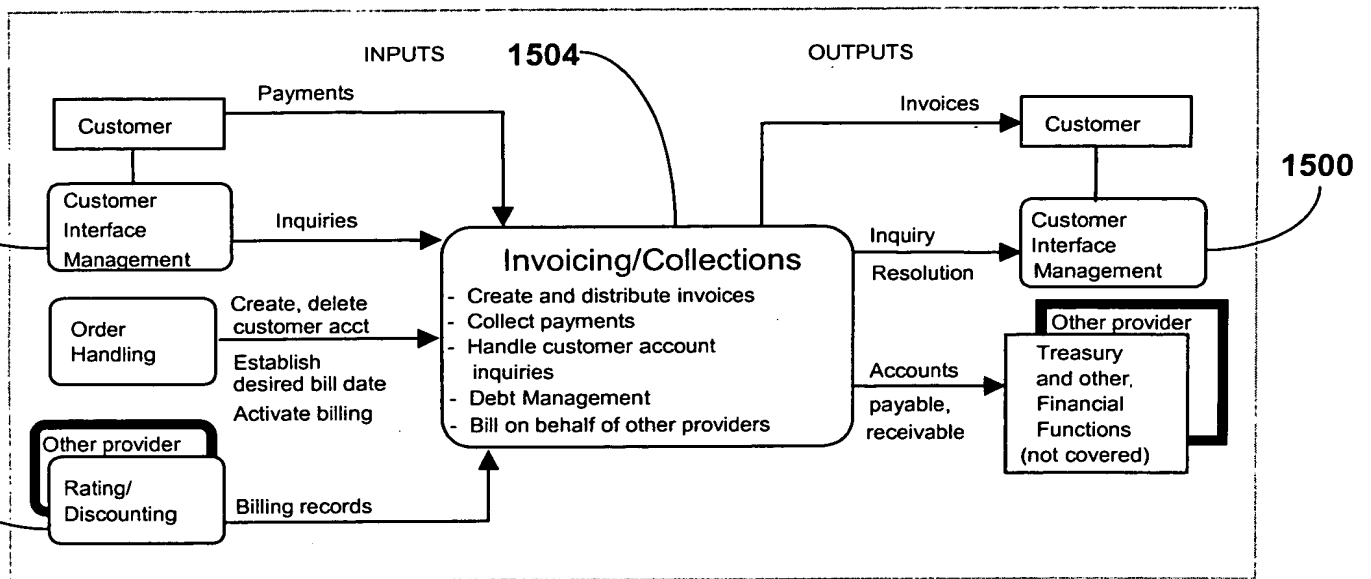 INPUTS
1504
OUTPUTS
Payments
Customer
Customer
Interface
Management
Inquiries
Order
Handling
Create, delete
customer acct
Establish
desired bill date
Activate billing
Other provider
Rating/
Discounting
Billing records
Invoicing/Collections
- Create and distribute invoices
- Collect payments
- Handle customer account
inquiries
- Debt Management
- Bill on behalf of other providers
Invoices
Customer
1500
Inquiry
Resolution
Customer
Interface
Management
Accounts
payable,
receivable
Other provider
Treasury
and other,
Financial
Functions
(not covered)